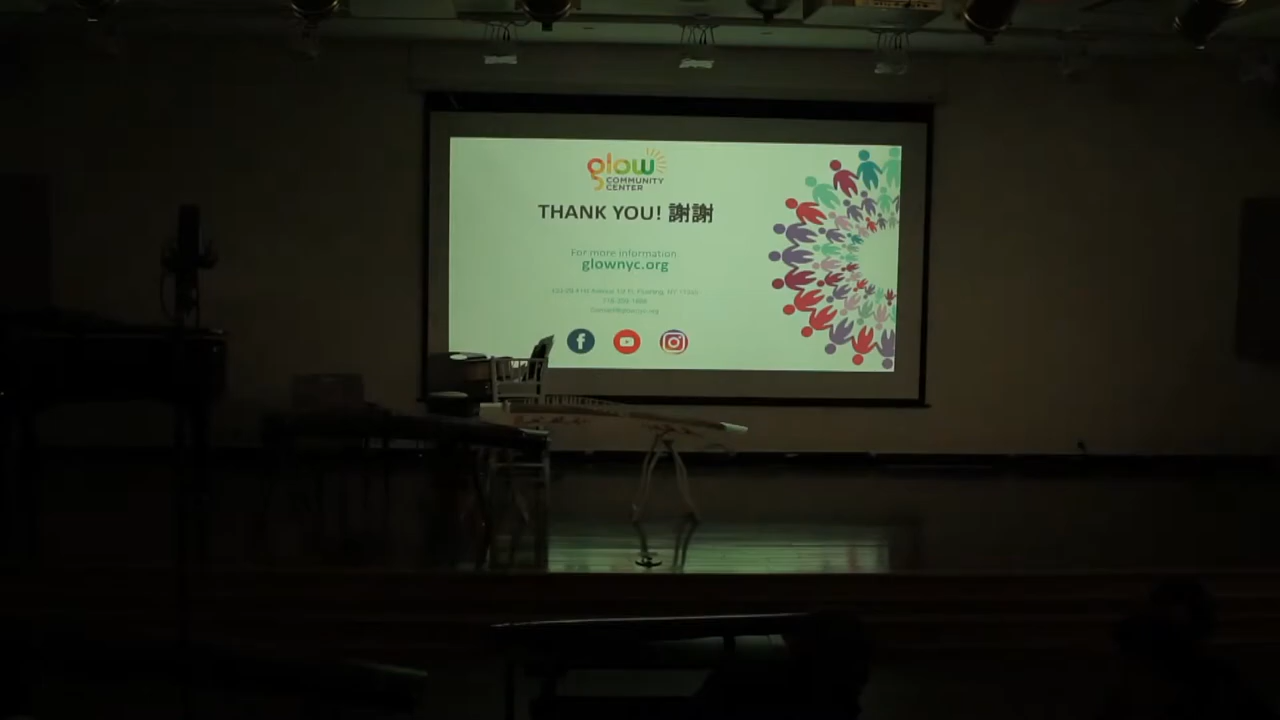 glow
COMMUNITY
CENTER
THANK YOU! 謝謝
For more information
glownyc.org